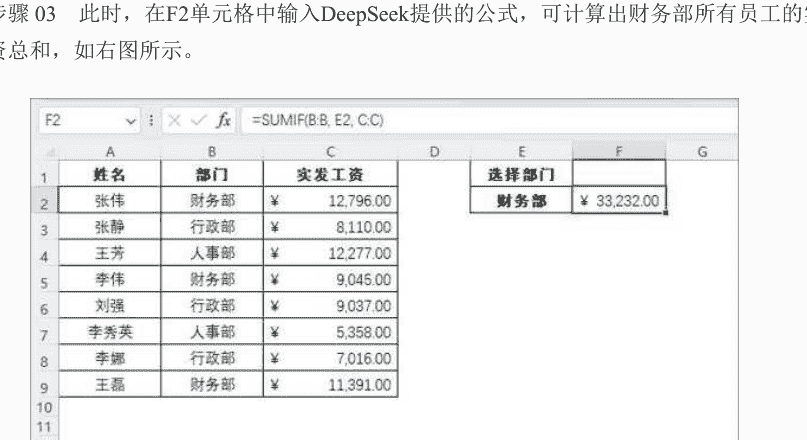 步骤 03 此时，在F2单元格中输入DeepSeek提供的公式，可计算出财务部所有员工的
资总和，如右图所示。
F2 fx =SUMIF(B:B, E2, C:C)
A B C D E F G
1 姓名 部门 实发工资 选择部门
2 张伟 财务部 ¥ 12,796.00 财务部 ¥ 33,232.00
3 张静 行政部 ¥ 8,110.00
4 王芳 人事部 ¥ 12,277.00
5 李伟 财务部 ¥ 9,045.00
6 刘强 行政部 ¥ 9,037.00
7 李秀英 人事部 ¥ 5,358.00
8 李娜 行政部 ¥ 7,016.00
9 王磊 财务部 ¥ 11,391.00
10
11